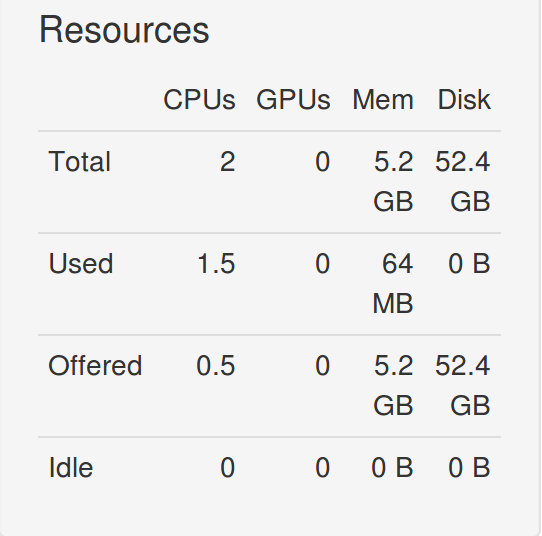 Resources
CPUs GPUs Mem Disk
Total 2 0 5.2 GB 52.4 GB
Used 1.5 0 64 MB 0 B
Offered 0.5 0 5.2 GB 52.4 GB
Idle 0 0 0 B 0 B